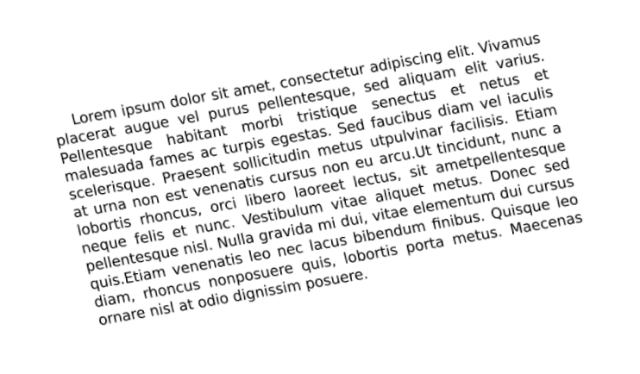 Lorem ipsum dolor sit amet, consectetur adipiscing elit. Vivamus
placerat augue vel purus pellentesque, sed aliquam elit varius.
Pellentesque habitant morbi tristique senectus et netus et
malesuada fames ac turpis egestas. Sed faucibus diam vel iaculis
scelerisque. Praesent sollicitudin metus utpulvinar facilisis. Etiam
at urna non est venenatis cursus non eu arcu.Ut tincidunt, nunc a
lobortis rhoncus, orci libero laoreet lectus, sit ametpellentesque
neque felis et nunc. Vestibulum vitae aliquet metus. Donec sed
pellentesque nisl. Nulla gravida mi dui, vitae elementum dui cursus
quis.Etiam venenatis leo nec lacus bibendum finibus. Quisque leo
diam, rhoncus nonposuere quis, lobortis porta metus. Maecenas
ornare nisl at odio dignissim posuere.